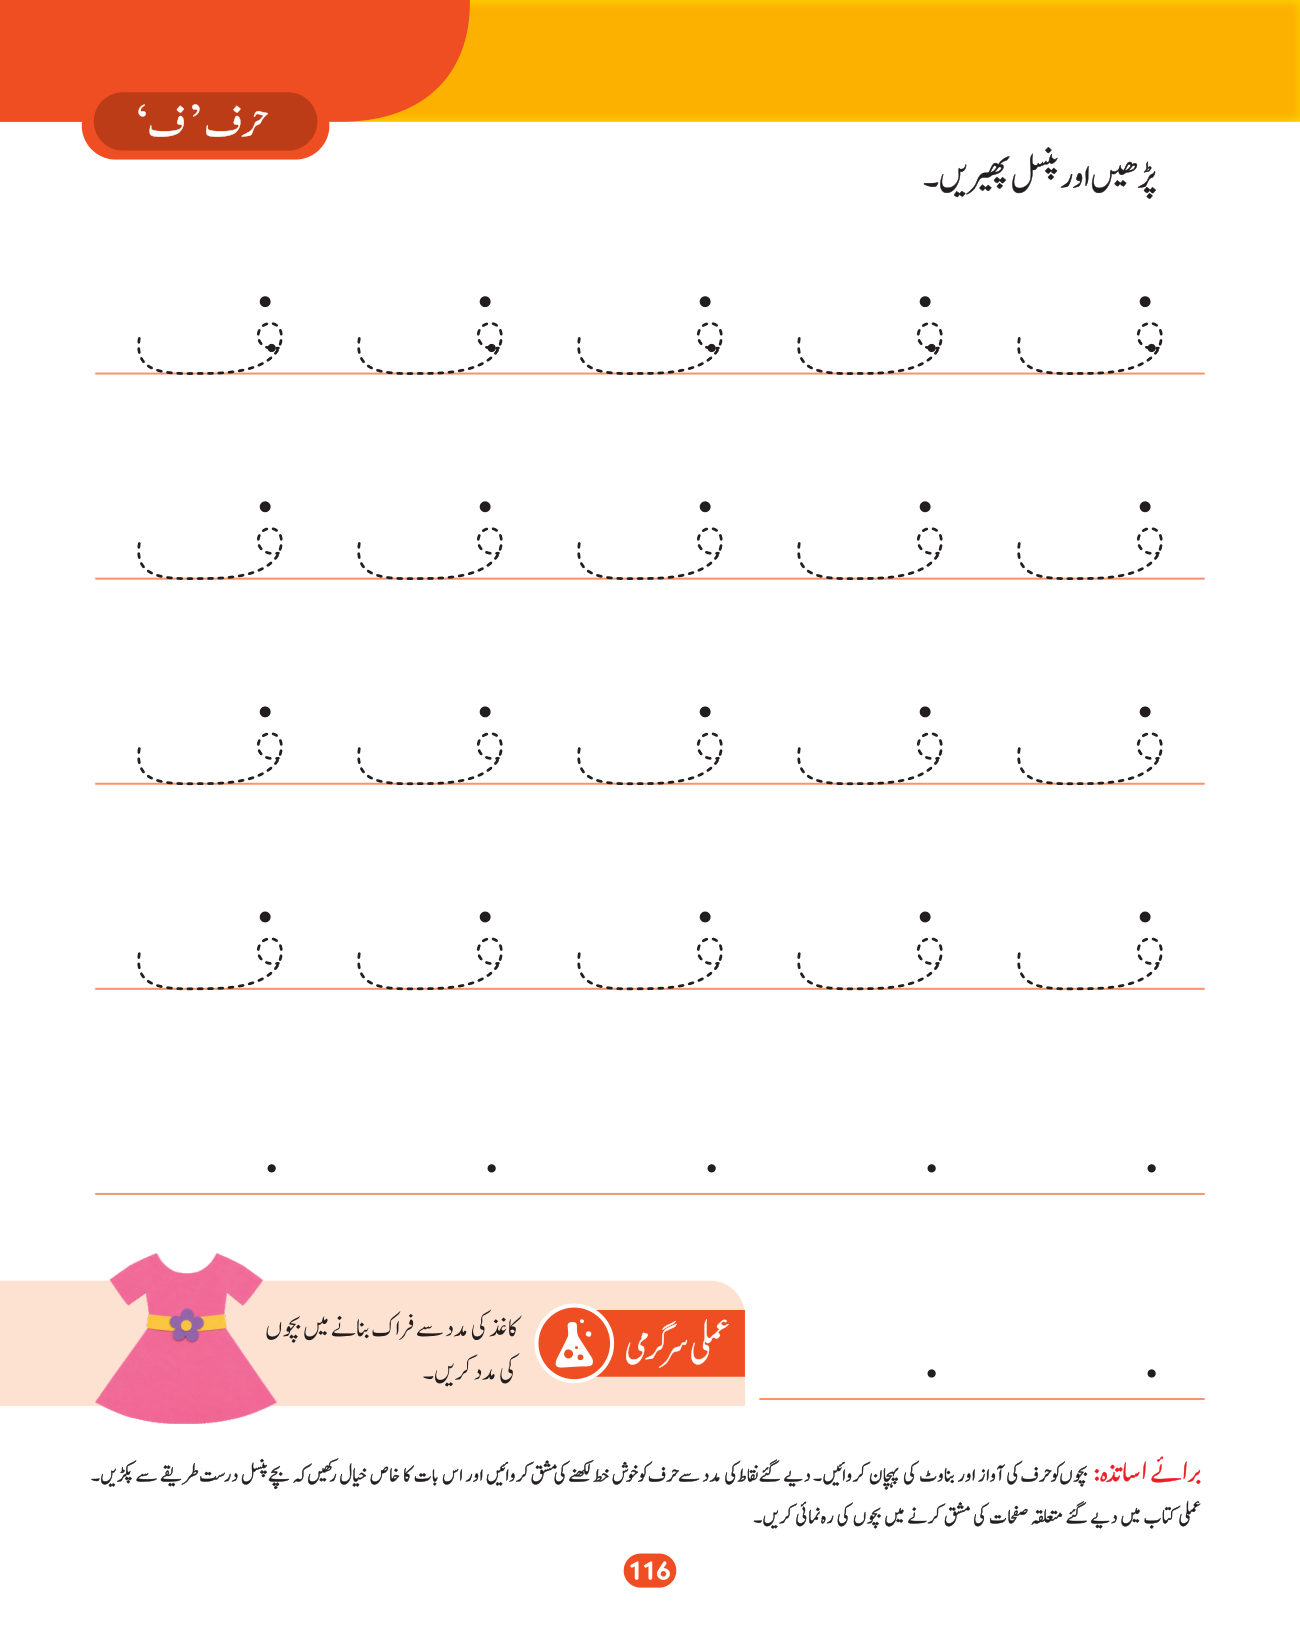 حرف ’ف‘
پڑھیں اور پنسل پھیریں۔
ف ف ف ف ف
ف ف ف ف ف
ف ف ف ف ف
ف ف ف ف ف
عملی سرگرمی
کاغذ کی مدد سے فراک بنانے میں بچوں
کی مدد کریں۔
برائے اساتذہ: بچوں کو حرف کی آواز اور بناوٹ کی پہچان کروائیں۔ دیے گئے نقاط کی مدد سے حرف کو خوش خط لکھنے کی مشق کروائیں اور اس بات کا خاص خیال رکھیں کہ بچے پنسل درست طریقے سے پکڑیں۔
عملی کتاب میں دیے گئے متعلقہ صفحات کی مشق کرنے میں بچوں کی رہ نمائی کریں۔
116